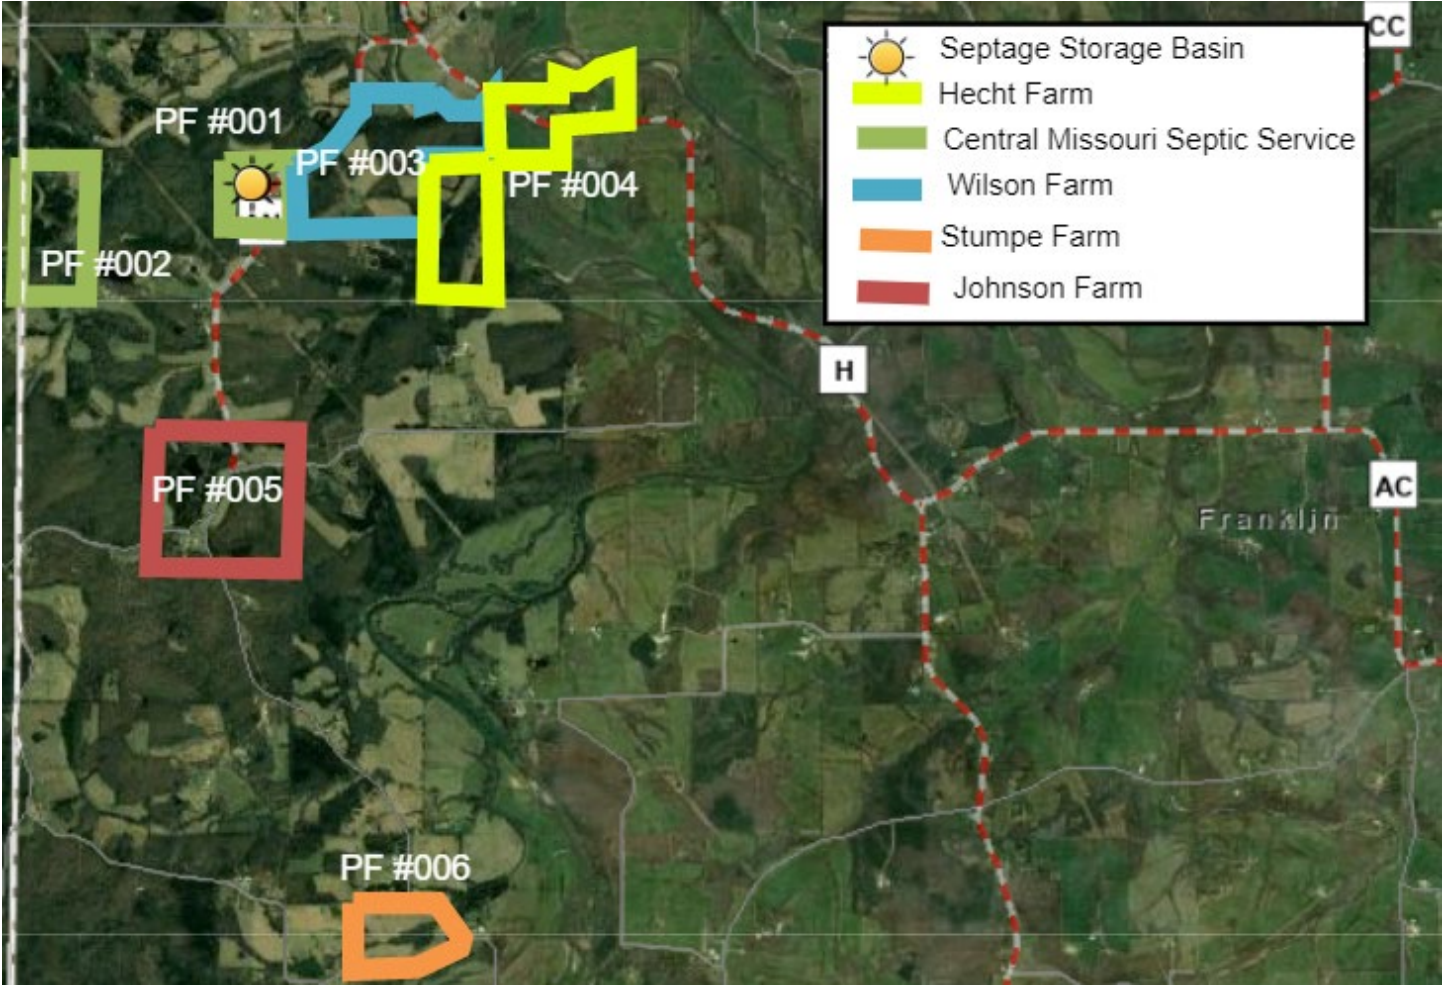 CC
Septage Storage Basin
Hecht Farm
Central Missouri Septic Service
Wilson Farm
Stumpe Farm
Johnson Farm
PF #001
PF #003
PF #004
PF #002
H
PF #005
AC
Franklin
PF #006